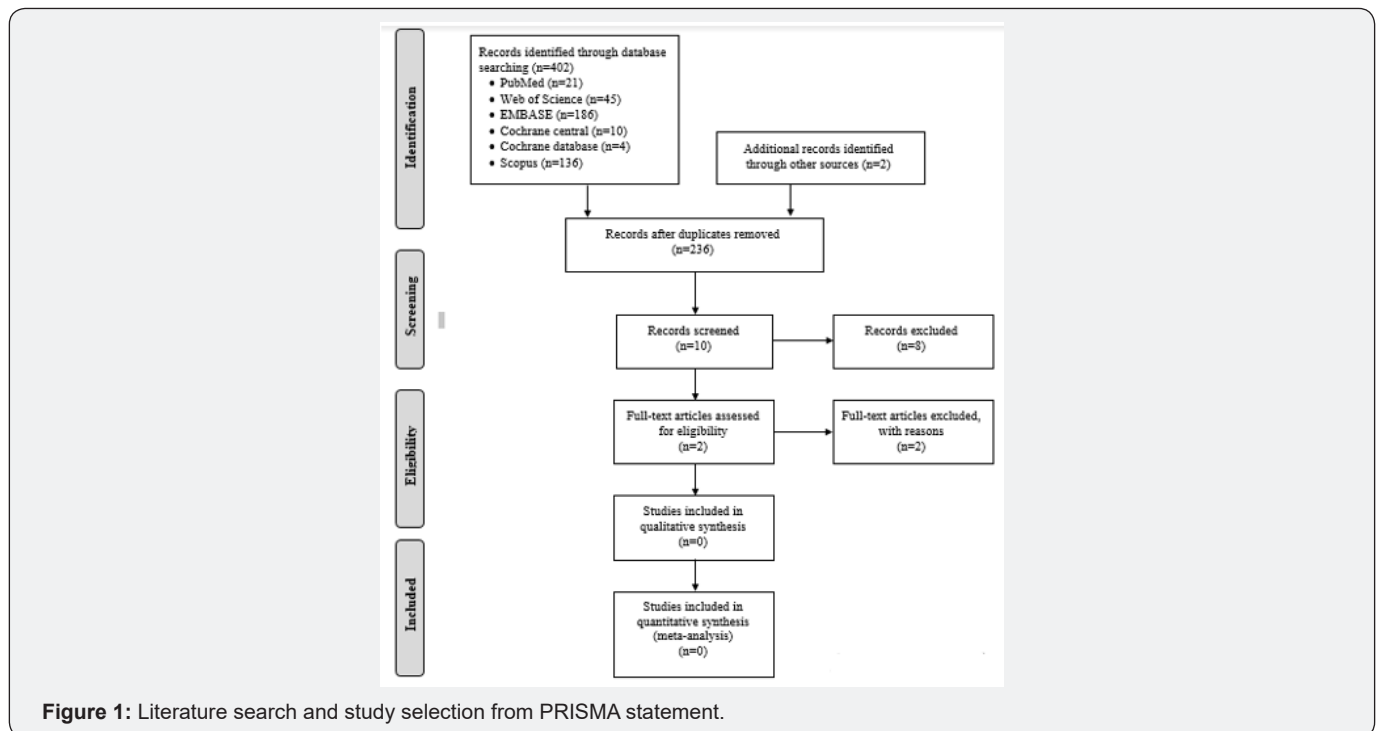 Identification
Records identified through database
searching (n=402)
• PubMed (n=21)
• Web of Science (n=45)
• EMBASE (n=186)
• Cochrane central (n=10)
• Cochrane database (n=4)
• Scopus (n=136)
Additional records identified
through other sources (n=2)
Records after duplicates removed
(n=236)
Screening
Records screened
(n=10)
Records excluded
(n=8)
Eligibility
Full-text articles assessed
for eligibility
(n=2)
Full-text articles excluded,
with reasons
(n=2)
Studies included in
qualitative synthesis
(n=0)
Included
Studies included in
quantitative synthesis
(meta-analysis)
(n=0)
Figure 1: Literature search and study selection from PRISMA statement.